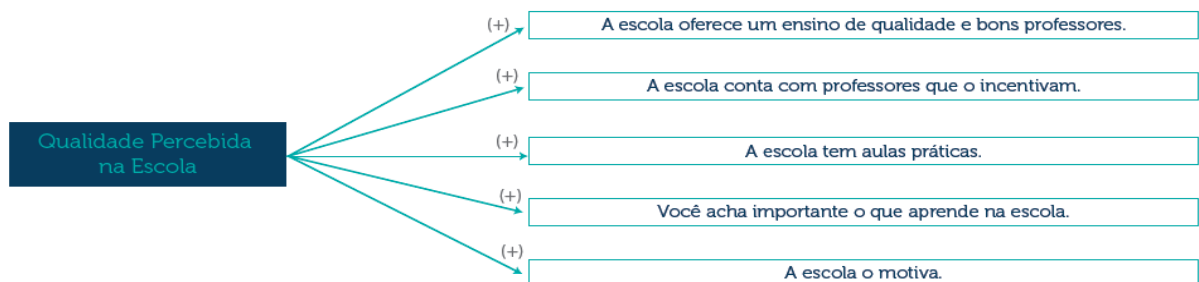 (+)
A escola oferece um ensino de qualidade e bons professores.
(+)
A escola conta com professores que o incentivam.
Qualidade Percebida
na Escola
(+)
A escola tem aulas práticas.
(+)
Você acha importante o que aprende na escola.
(+)
A escola o motiva.